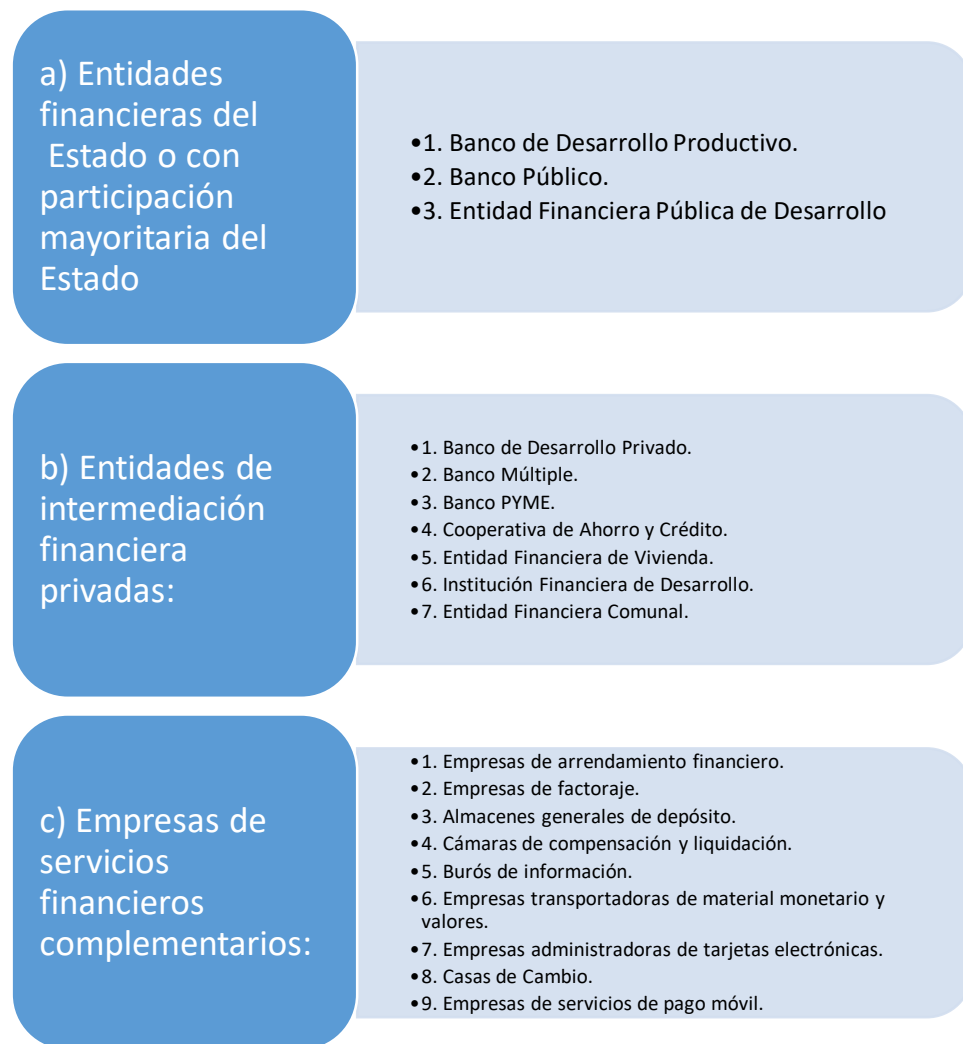 a) Entidades
financieras del
Estado o con
participación
mayoritaria del
Estado
•1. Banco de Desarrollo Productivo.
•2. Banco Público.
•3. Entidad Financiera Pública de Desarrollo
b) Entidades de
intermediación
financiera
privadas:
•1. Banco de Desarrollo Privado.
•2. Banco Múltiple.
•3. Banco PYME.
•4. Cooperativa de Ahorro y Crédito.
•5. Entidad Financiera de Vivienda.
•6. Institución Financiera de Desarrollo.
•7. Entidad Financiera Comunal.
c) Empresas de
servicios
financieros
complementarios:
•1. Empresas de arrendamiento financiero.
•2. Empresas de factoraje.
•3. Almacenes generales de depósito.
•4. Cámaras de compensación y liquidación.
•5. Burós de información.
•6. Empresas transportadoras de material monetario y
valores.
•7. Empresas administradoras de tarjetas electrónicas.
•8. Casas de Cambio.
•9. Empresas de servicios de pago móvil.